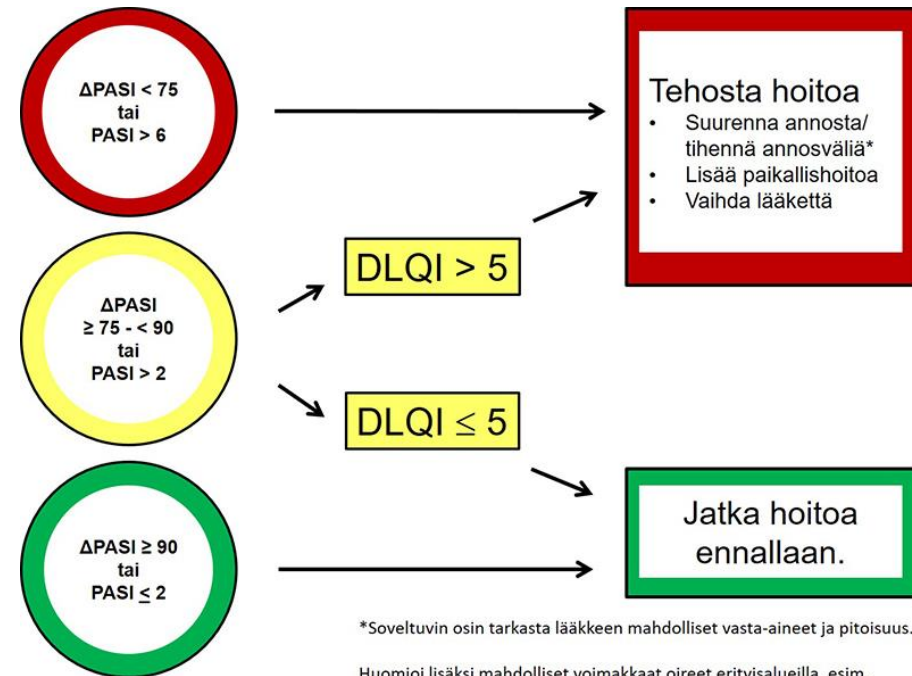 ΔPASI < 75
tai
PASI > 6
Tehosta hoitoa
• Suurenna annosta/
tihennä annosväliä*
• Lisää paikallishoitoa
• Vaihda lääkettä
DLQI > 5
ΔPASI
≥ 75 - < 90
tai
PASI > 2
DLQI ≤ 5
ΔPASI ≥ 90
tai
PASI ≤ 2
Jatka hoitoa
ennallaan.
*Soveltuvin osin tarkasta lääkkeen mahdolliset vasta-aineet ja pitoisuus.
Huomioi lisäksi mahdolliset voimakkaat oireet erityisalueilla, esim.